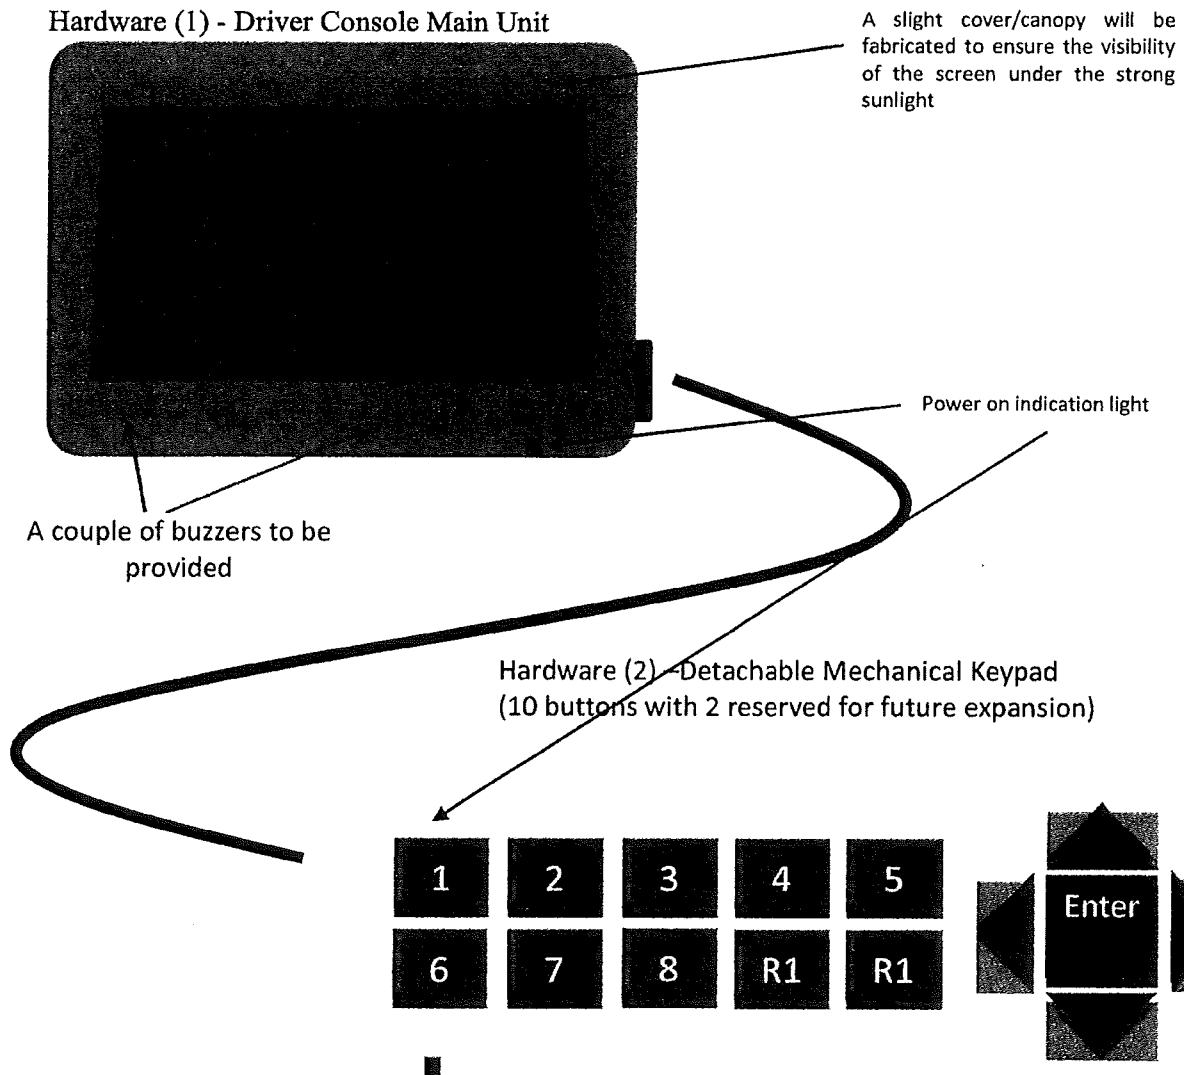 Hardware (1) - Driver Console Main Unit
A slight cover/canopy will be
fabricated to ensure the visibility
of the screen under the strong
sunlight
Power on indication light
A couple of buzzers to be
provided
Hardware (2) –Detachable Mechanical Keypad
(10 buttons with 2 reserved for future expansion)
1 2 3 4 5
Enter
6 7 8 R1 R1